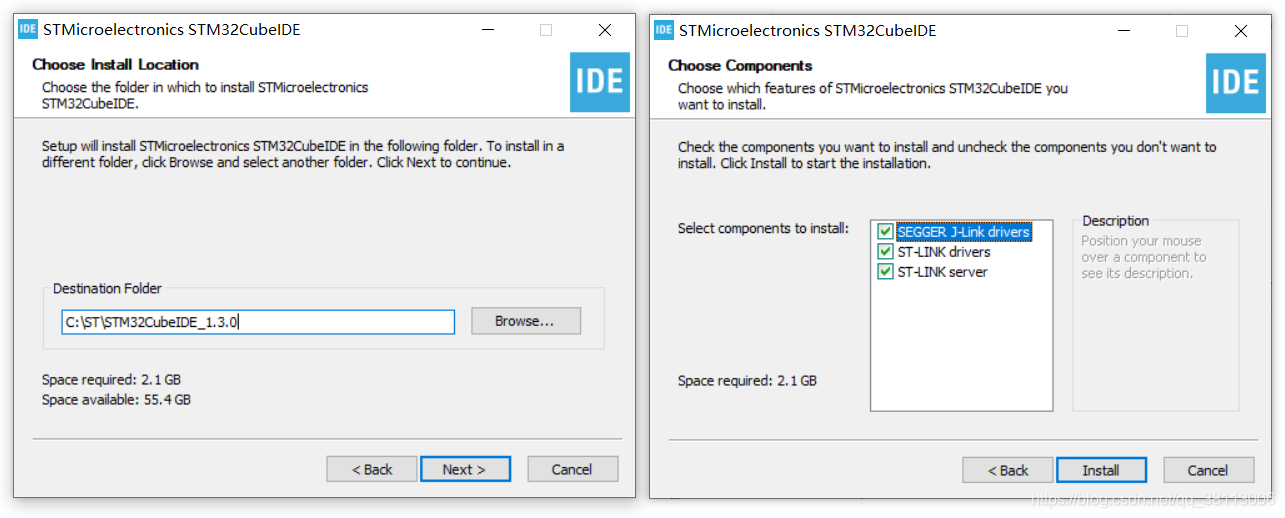 IDE STMicroelectronics STM32CubeIDE
Choose Install Location
Choose the folder in which to install STMicroelectronics
STM32CubeIDE.
IDE
Setup will install STMicroelectronics STM32CubeIDE in the following folder. To install in a
different folder, click Browse and select another folder. Click Next to continue.
Destination Folder
C:\ST\STM32CubeIDE_1.3.0
Browse...
Space required: 2.1 GB
Space available: 55.4 GB
< Back
Next >
Cancel
IDE STMicroelectronics STM32CubeIDE
Choose Components
Choose which features of STMicroelectronics STM32CubeIDE you
want to install.
IDE
Check the components you want to install and uncheck the components you don't want to
install. Click Install to start the installation.
Select components to install:
SEGGER J-Link drivers
ST-LINK drivers
ST-LINK server
Description
Position your mouse
over a component to
see its description.
Space required: 2.1 GB
< Back
Install
Cancel
https://blog.csdn.net/qq_38113006